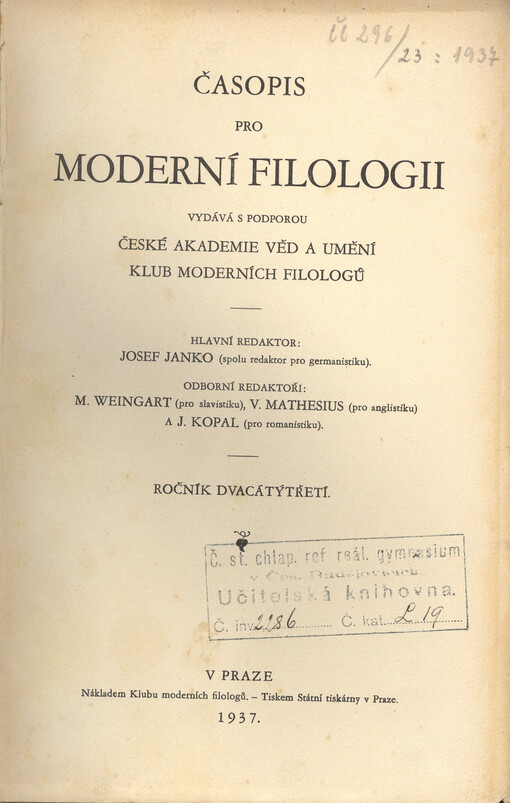 Čč 296/23 : 1937
ČASOPIS
PRO
MODERNÍ FILOLOGII
VYDÁVÁ S PODPOROU
ČESKÉ AKADEMIE VĚD A UMĚNÍ
KLUB MODERNÍCH FILOLOGŮ
HLAVNÍ REDAKTOR:
JOSEF JANKO (spolu redaktor pro germanistiku).
ODBORNÍ REDAKTOŘI:
M. WEINGART (pro slavistiku), V. MATHESIUS (pro anglistiku)
A J. KOPAL (pro romanistiku).
ROČNÍK DVACÁTÝTŘETÍ.
Č. st. chlap. ref. reál. gymnasium
v Čes. Budějovicích.
Učitelská knihovna.
Č. inv. 2286 Č. kat. L 19
V PRAZE
Nákladem Klubu moderních filologů. – Tiskem Státní tiskárny v Praze.
1937.